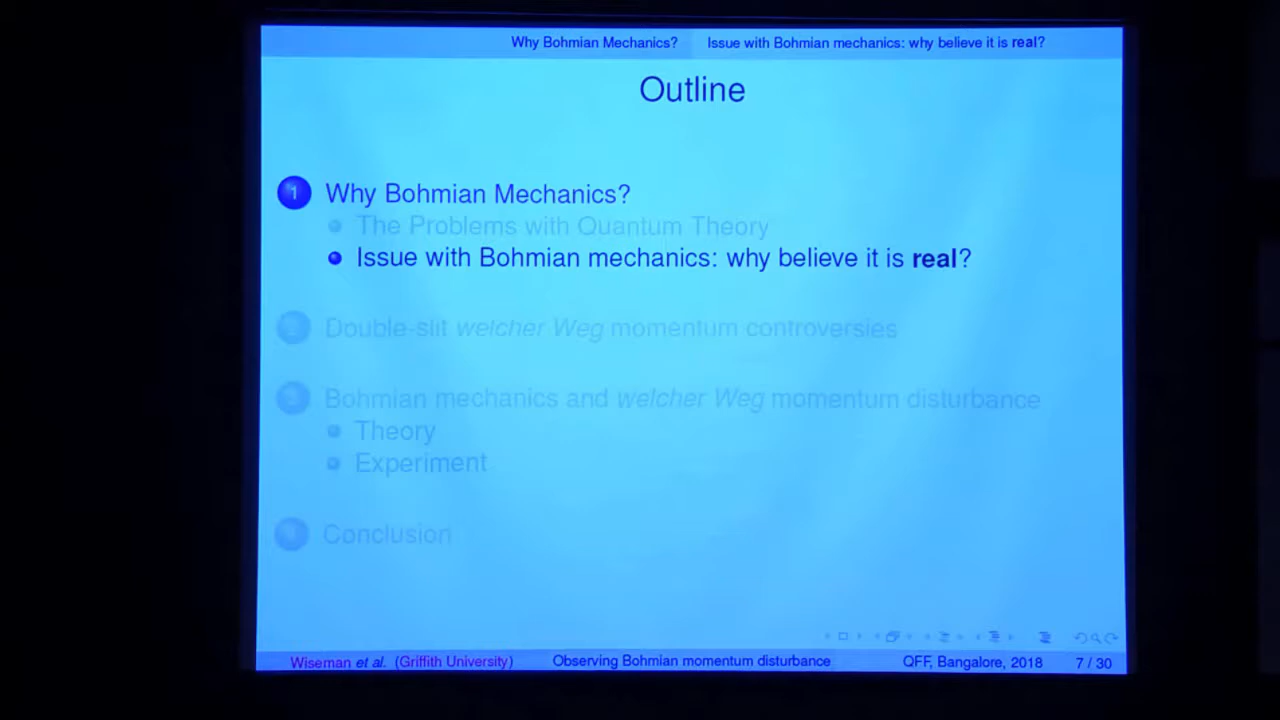 Why Bohmian Mechanics? Issue with Bohmian mechanics: why believe it is real?
Outline
1 Why Bohmian Mechanics?
The Problems with Quantum Theory
Issue with Bohmian mechanics: why believe it is real?
2 Double-slit welcher Weg momentum controversies
3 Bohmian mechanics and welcher Weg momentum disturbance
Theory
Experiment
4 Conclusion
Wiseman et al. (Griffith University) Observing Bohmian momentum disturbance QFF, Bangalore, 2018 7 / 30